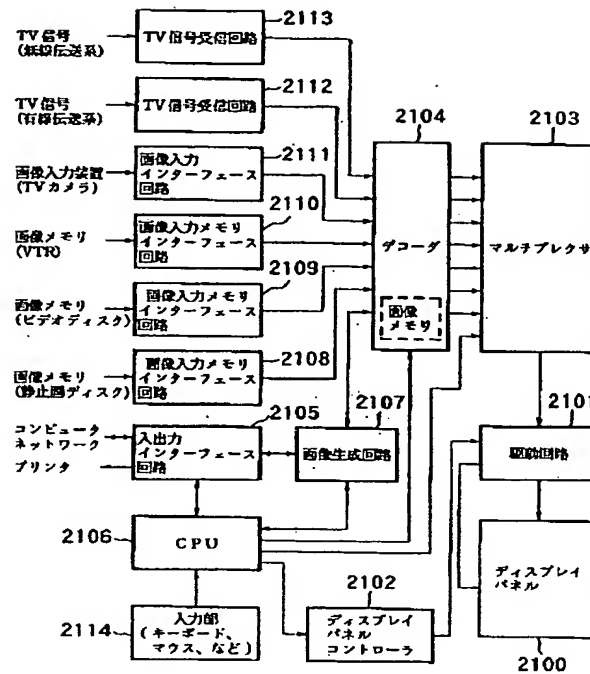 2113
TV信号
(無線伝送系)
TV信号受信回路
2112
TV信号
(有線伝送系)
TV信号受信回路
2104
2103
2111
画像入力装置
(TVカメラ)
画像入力
インターフェース
回路
2110
画像メモリ
(VTR)
画像入力メモリ
インターフェース
回路
デコーダ
マルチプレクサ
2109
画像メモリ
(ビデオディスク)
画像入力メモリ
インターフェース
回路
画像
メモリ
2108
画像メモリ
(静止画ディスク)
画像入力メモリ
インターフェース
回路
2105
2107
2101
コンピュータ
ネットワーク
プリンタ
入出力
インターフェース
回路
画像生成回路
駆動回路
2106
CPU
2102
ディスプレイ
パネル
2114
入力部
(キーボード、
マウス、など)
ディスプレイ
パネル
コントローラ
2100